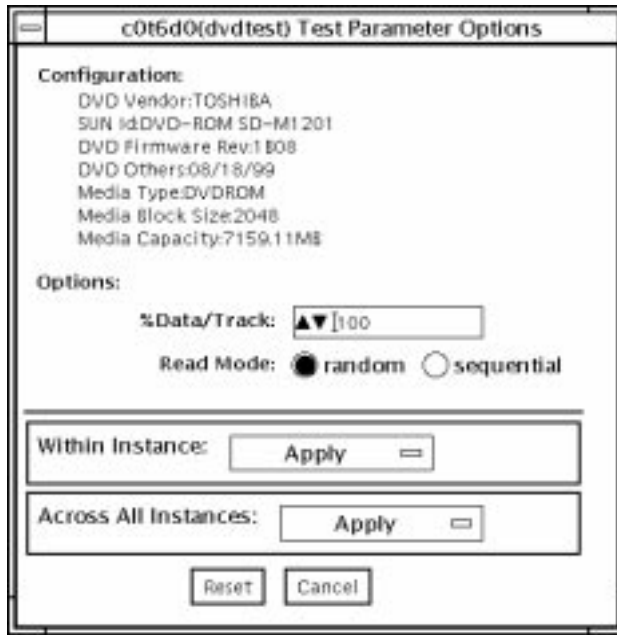 c0t6d0(dvdtest) Test Parameter Options
Configuration:
DVD Vendor:TOSHIBA
SUN Id:DVD-ROM SD-M1201
DVD Firmware Rev:1B08
DVD Others:08/18/99
Media Type:DVDROM
Media Block Size:2048
Media Capacity:7159.11MB
Options:
%Data/Track: 100
Read Mode: random sequential
Within Instance: Apply
Across All Instances: Apply
Reset Cancel